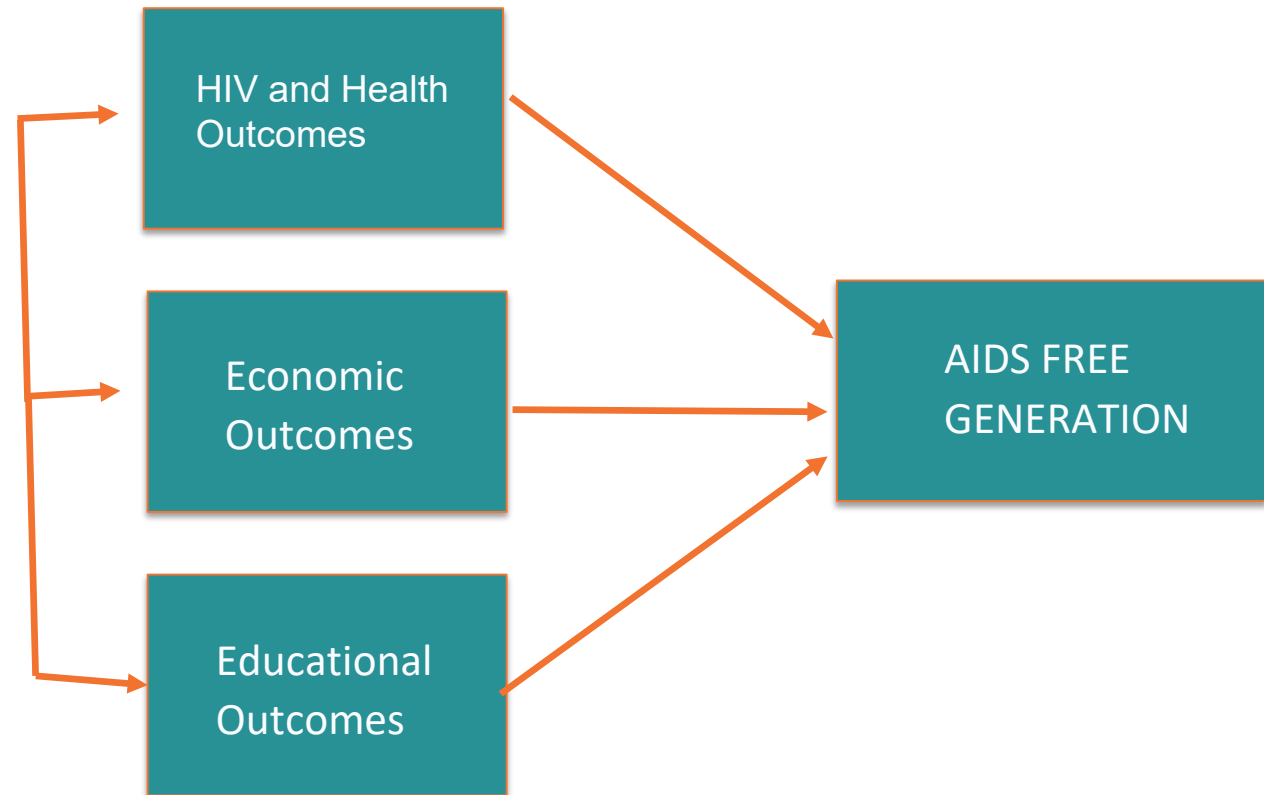 HIV and Health
Outcomes
Economic
Outcomes
Educational
Outcomes
AIDS FREE
GENERATION